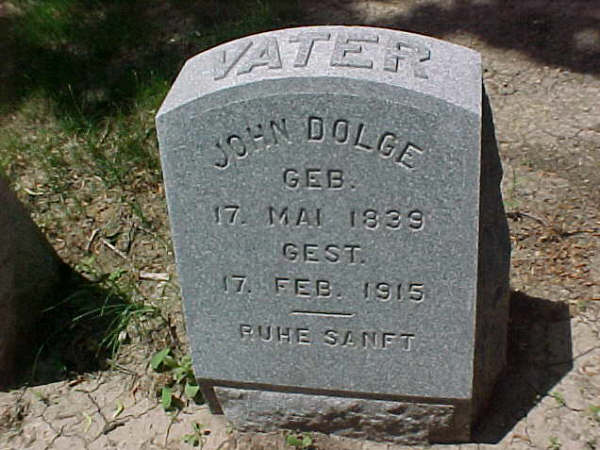 VATER
JOHN DOLGE
GEB.
17. MAI 1839
GEST.
17. FEB. 1915
RUHE SANFT